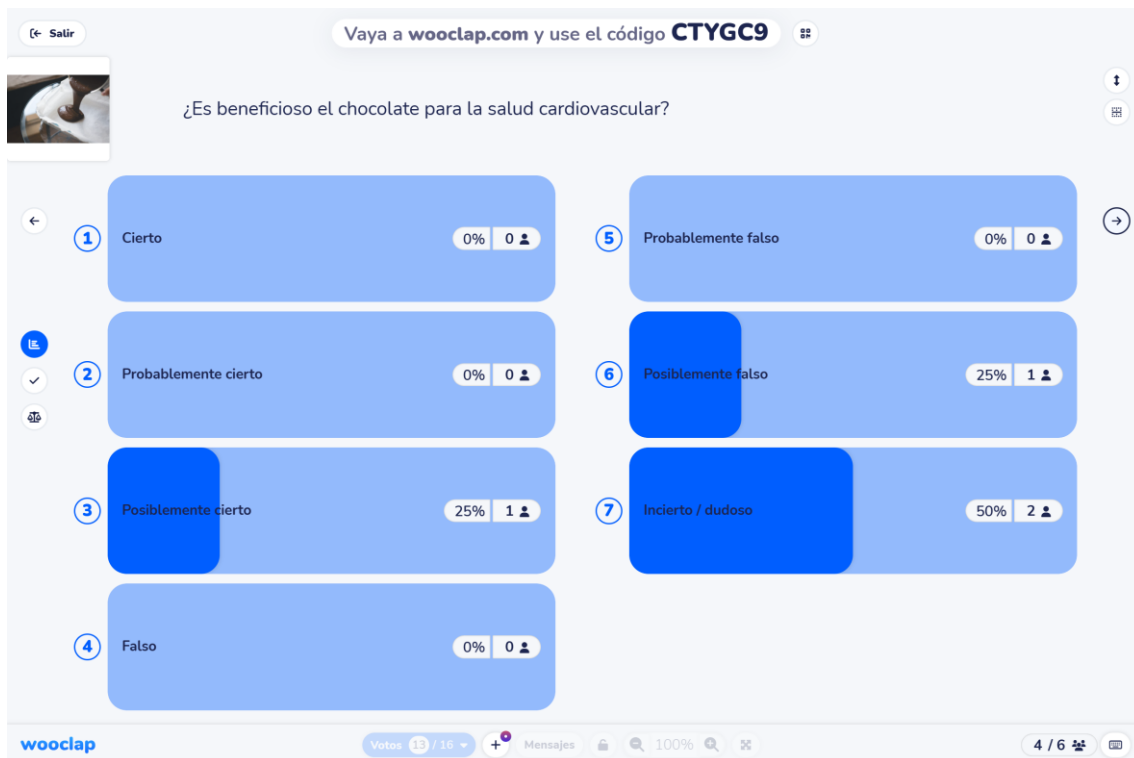 Salir
Vaya a wooclap.com y use el código CTYGC9
¿Es beneficioso el chocolate para la salud cardiovascular?
1 Cierto 0% 0
2 Probablemente cierto 0% 0
3 Posiblemente cierto 25% 1
4 Falso 0% 0
5 Probablemente falso 0% 0
6 Posiblemente falso 25% 1
7 Incierto / dudoso 50% 2
wooclap Votos 13 / 16 + Mensajes 100% 4 / 6